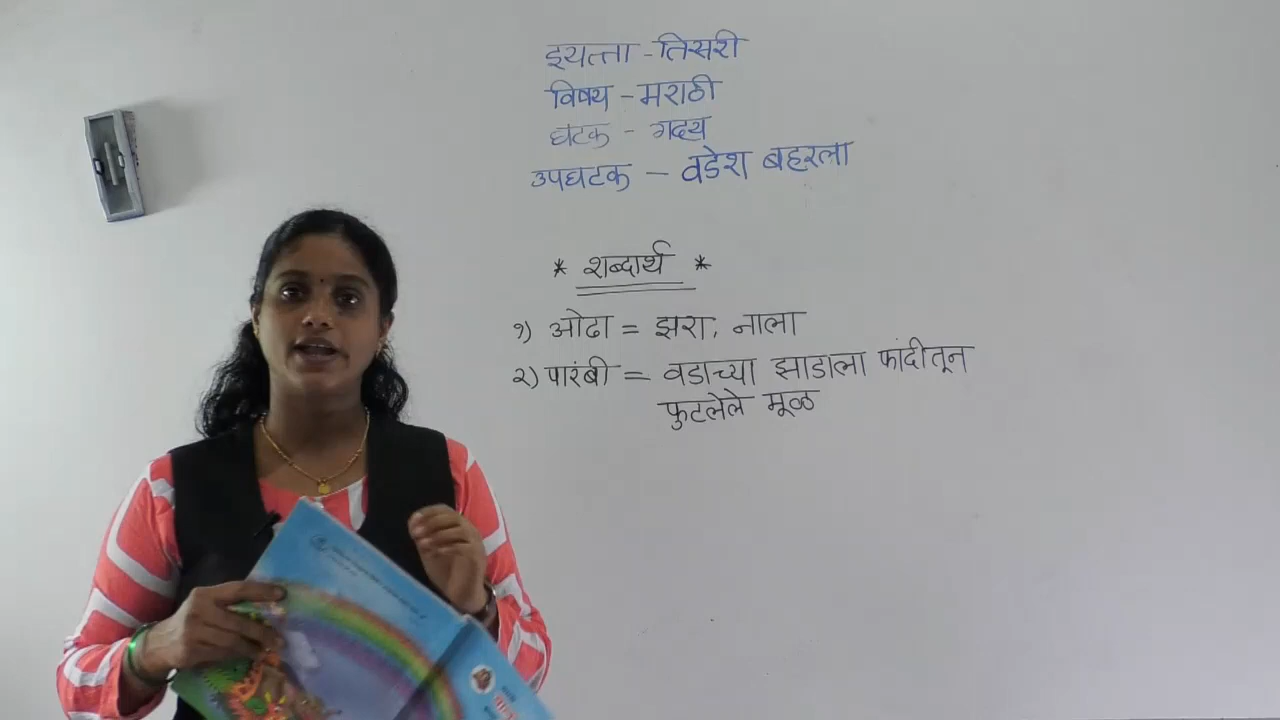 इयत्ता - तिसरी
विषय - मराठी
घटक - गद्य
उपघटक - वडेश बहरला
* शब्दार्थ *
१) ओढा = झरा, नाला
२) पारंबी = वडाच्या झाडाला फांदीतून
फुटलेले मूळ